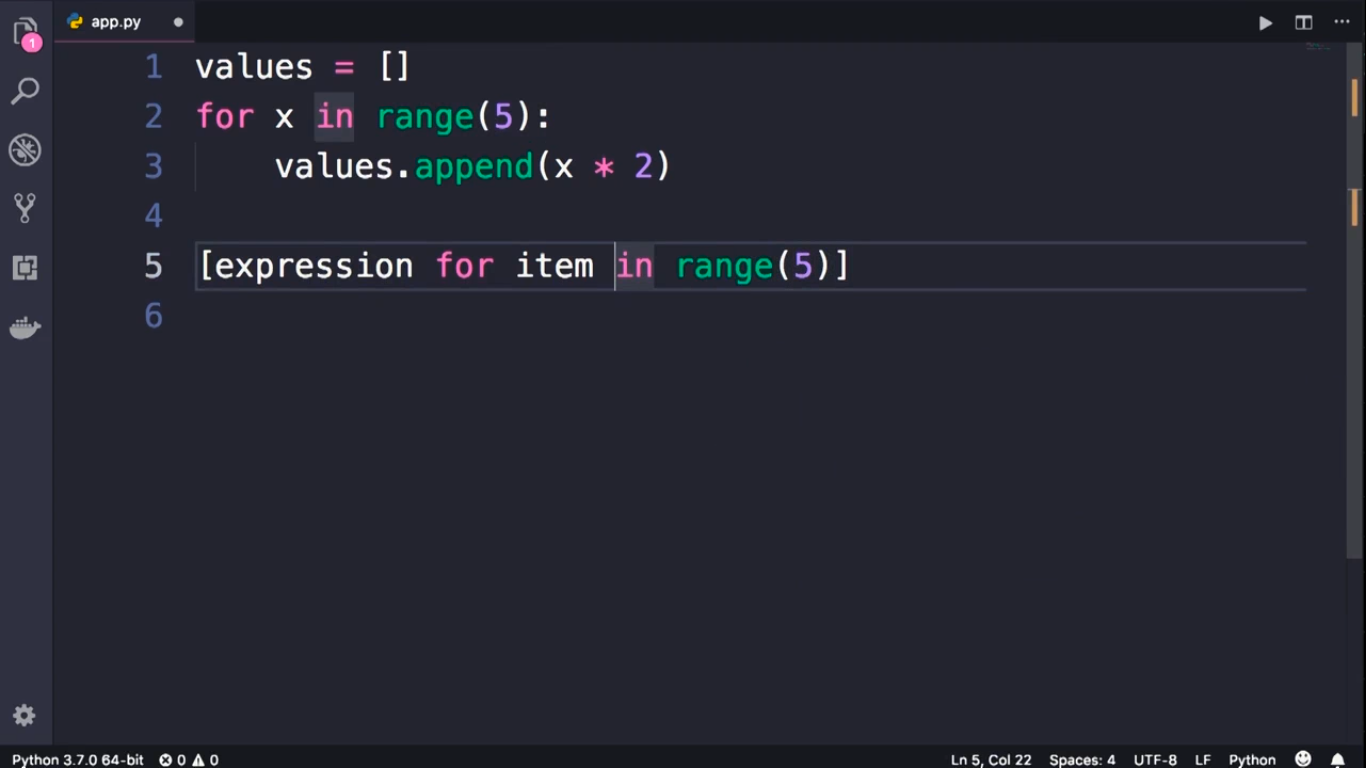 app.py
1
1 values = []
2 for x in range(5):
3     values.append(x * 2)
4
5 [expression for item in range(5)]
6
Python 3.7.0 64-bit 0 0 Ln 5, Col 22 Spaces: 4 UTF-8 LF Python